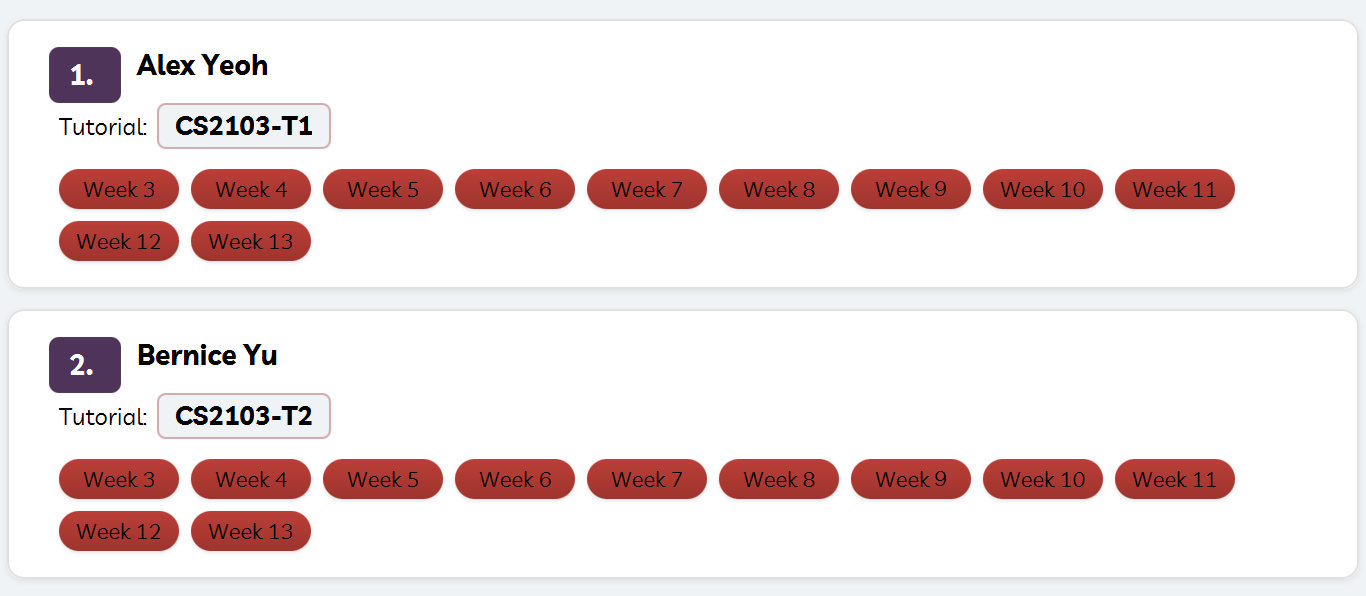 1. Alex Yeoh
Tutorial: CS2103-T1
Week 3 Week 4 Week 5 Week 6 Week 7 Week 8 Week 9 Week 10 Week 11
Week 12 Week 13
2. Bernice Yu
Tutorial: CS2103-T2
Week 3 Week 4 Week 5 Week 6 Week 7 Week 8 Week 9 Week 10 Week 11
Week 12 Week 13